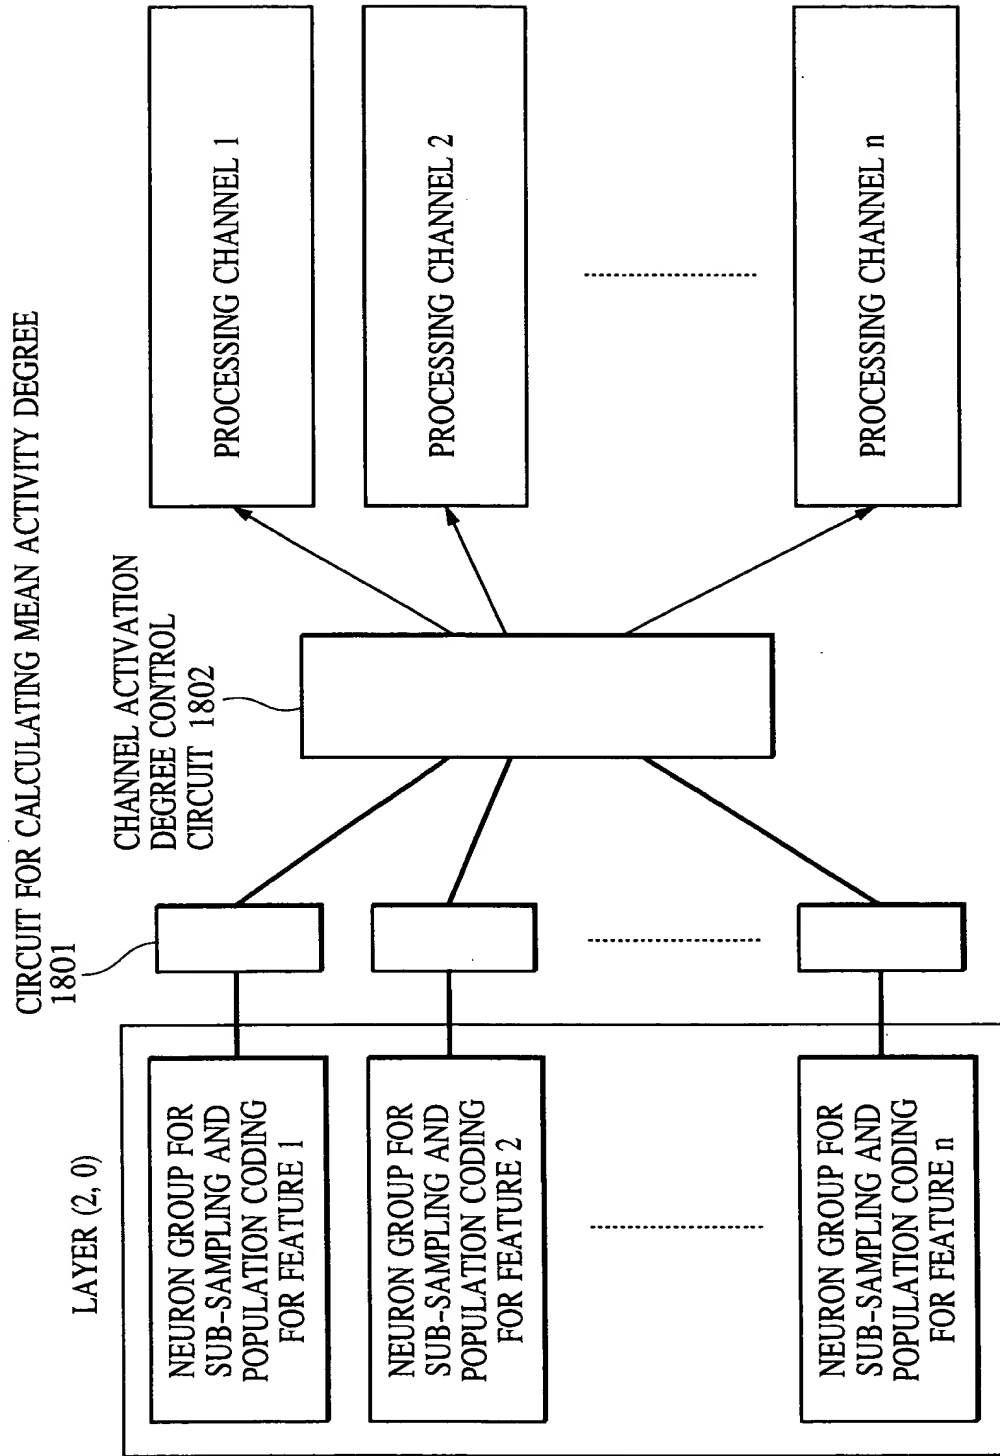 CIRCUIT FOR CALCULATING MEAN ACTIVITY DEGREE
1801
LAYER (2, 0)
CHANNEL ACTIVATION
DEGREE CONTROL
CIRCUIT 1802
NEURON GROUP FOR
SUB-SAMPLING AND
POPULATION CODING
FOR FEATURE 1
PROCESSING CHANNEL 1
NEURON GROUP FOR
SUB-SAMPLING AND
POPULATION CODING
FOR FEATURE 2
PROCESSING CHANNEL 2
NEURON GROUP FOR
SUB-SAMPLING AND
POPULATION CODING
FOR FEATURE n
PROCESSING CHANNEL n